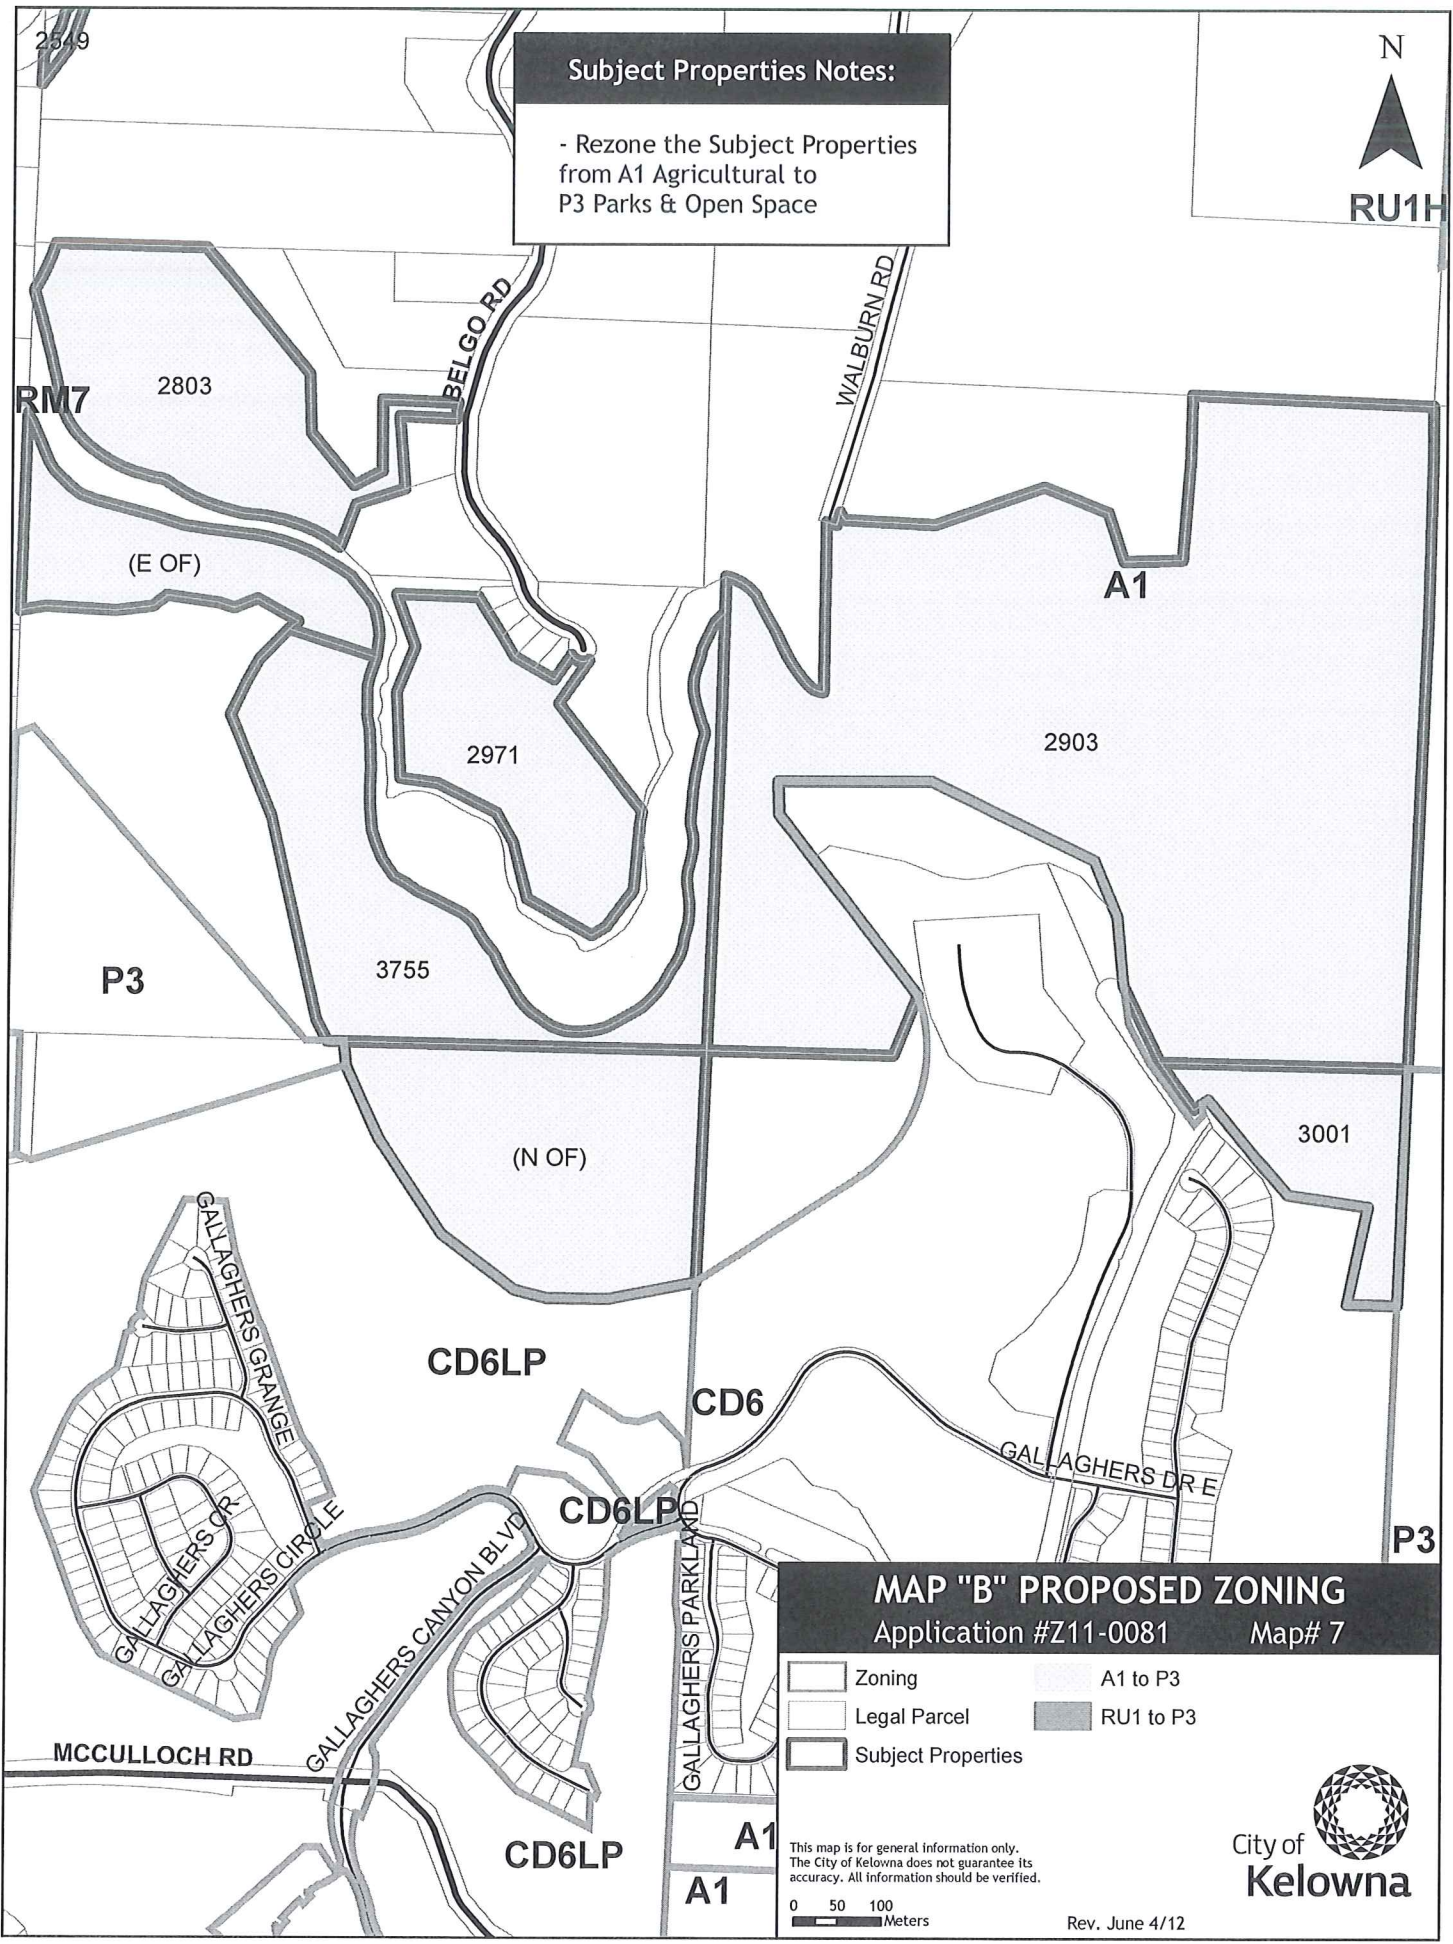 2549
Subject Properties Notes:
- Rezone the Subject Properties
from A1 Agricultural to
P3 Parks & Open Space
N
RU1H
BELGO RD
WALBURN RD
2803
RM7
(E OF)
A1
2971
2903
3755
P3
3001
(N OF)
GALLAGHERS GRANGE
CD6LP
CD6
GALLAGHERS DR E
CD6LP
GALLAGHERS CR
GALLAGHERS CIRCLE
GALLAGHERS CANYON BLVD
GALLAGHERS PARKLAND
P3
MCCULLOCH RD
CD6LP
A1
A1
MAP "B" PROPOSED ZONING
Application #Z11-0081 Map# 7
Zoning
A1 to P3
Legal Parcel
RU1 to P3
Subject Properties
This map is for general information only.
The City of Kelowna does not guarantee its
accuracy. All information should be verified.
0 50 100
Meters
Rev. June 4/12
City of
Kelowna